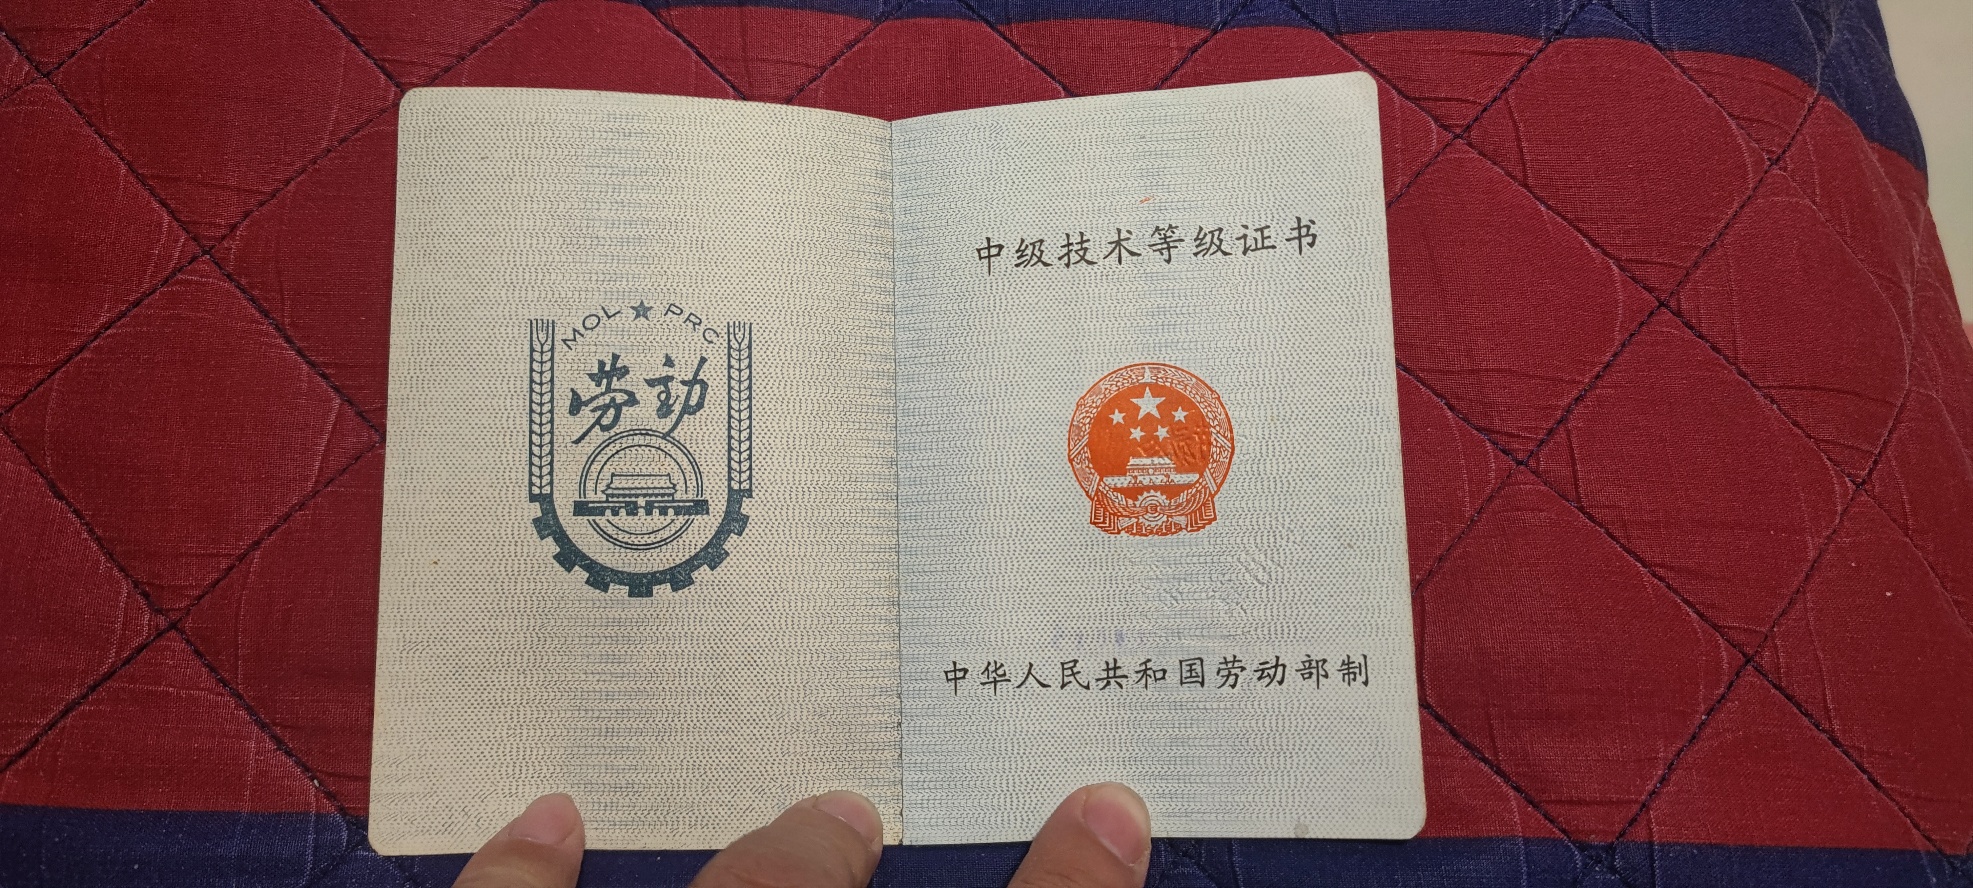 MOL★PRC
劳动
中级技术等级证书
中华人民共和国劳动部制